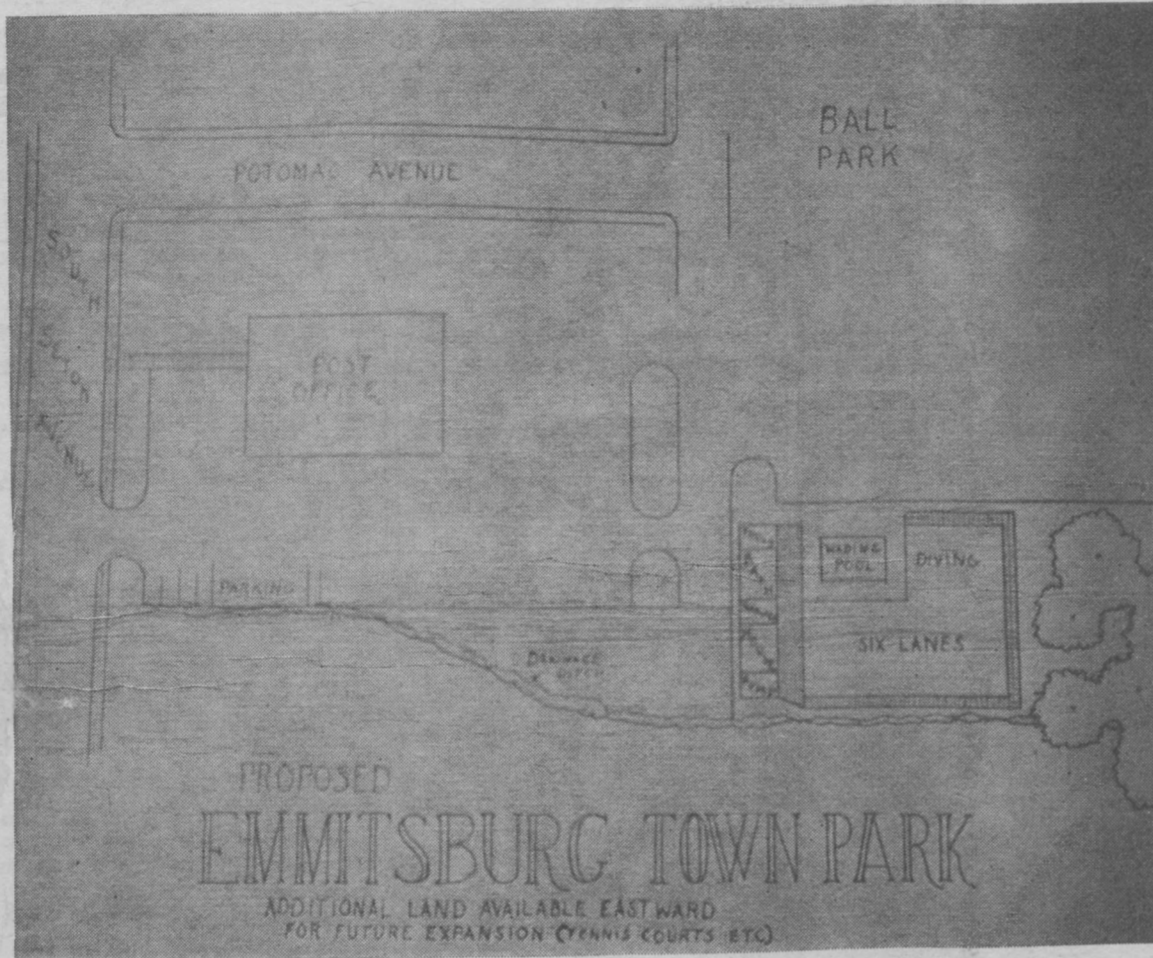 BALL
PARK
POTOMAC AVENUE
SOUTH SETON AVENUE
POST
OFFICE
PARKING
WADING
POOL
DIVING
SIX LANES
DRAINAGE
DITCH
PROPOSED
EMMITSBURG TOWN PARK
ADDITIONAL LAND AVAILABLE EASTWARD
FOR FUTURE EXPANSION (TENNIS COURTS ETC)